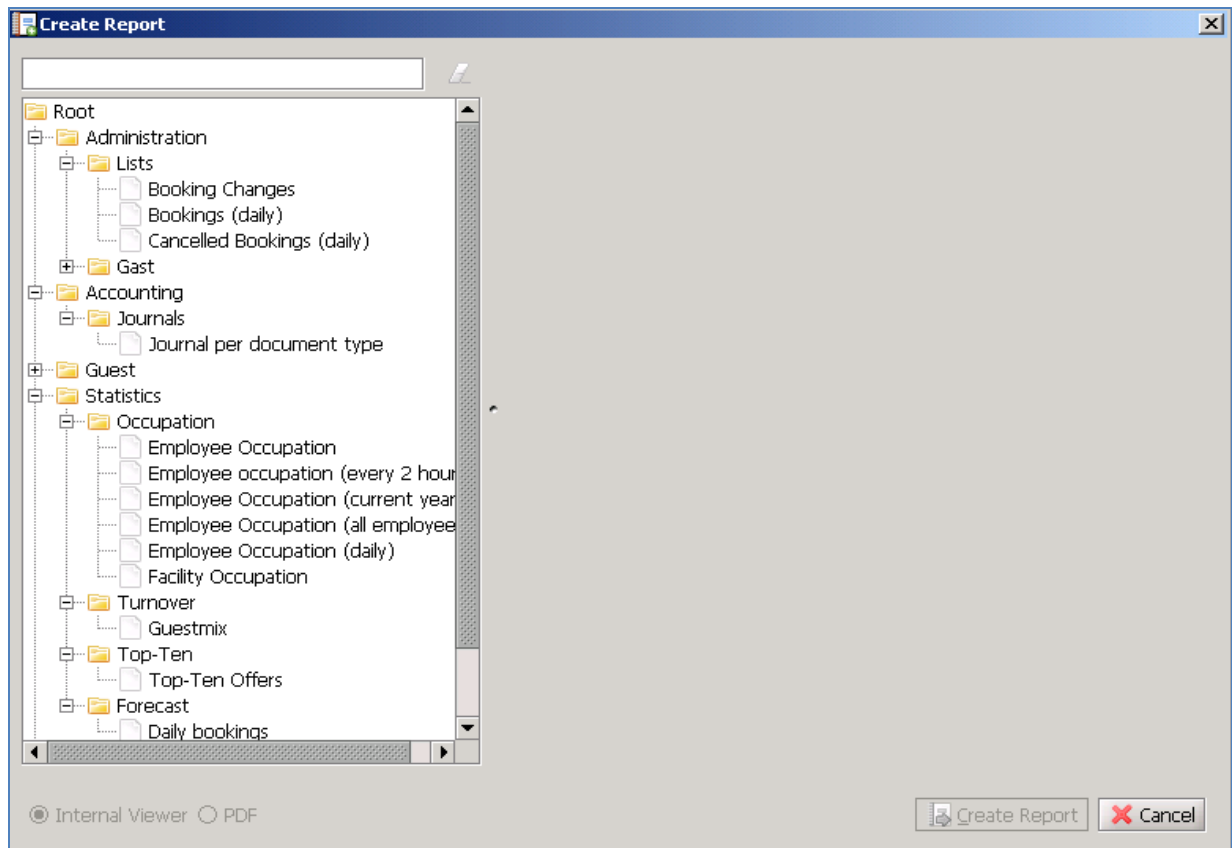 Create Report
Root
Administration
Lists
Booking Changes
Bookings (daily)
Cancelled Bookings (daily)
Gast
Accounting
Journals
Journal per document type
Guest
Statistics
Occupation
Employee Occupation
Employee occupation (every 2 hour
Employee Occupation (current year
Employee Occupation (all employee
Employee Occupation (daily)
Facility Occupation
Turnover
Guestmix
Top-Ten
Top-Ten Offers
Forecast
Daily bookings
Internal Viewer PDF Create Report Cancel